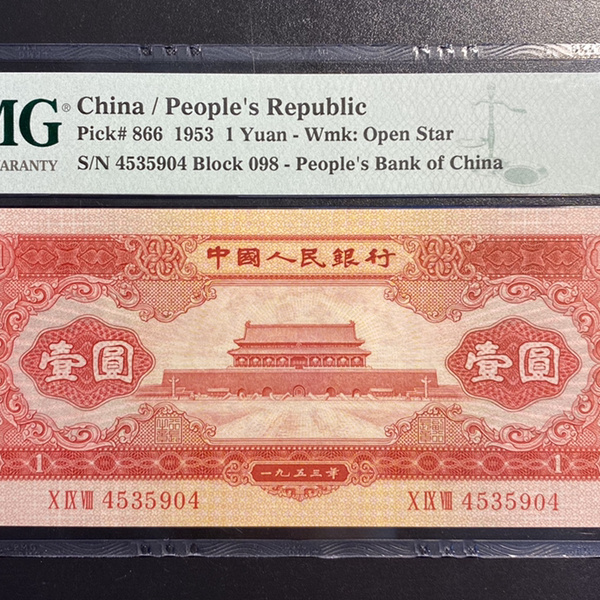 MG®
China / People's Republic
Pick# 866 1953 1 Yuan - Wmk: Open Star
ARRANTY
S/N 4535904 Block 098 - People's Bank of China
中國人民銀行
壹圓 壹圓
1 1
一九五三年
X IX VIII 4535904 X IX VIII 4535904